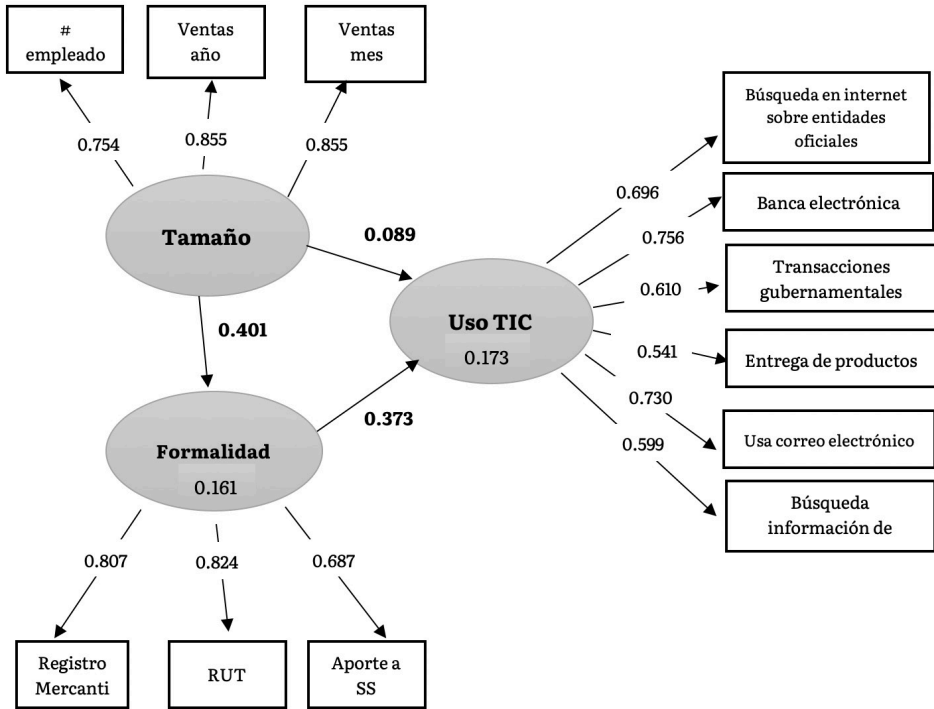 #
empleado
Ventas
año
Ventas
mes
0.754
0.855
0.855
Tamaño
0.089
0.401
Formalidad
0.161
0.373
Uso TIC
0.173
0.807
0.824
0.687
Registro
Mercanti
RUT
Aporte a
SS
0.696
0.756
0.610
0.541
0.730
0.599
Búsqueda en internet
sobre entidades
oficiales
Banca electrónica
Transacciones
gubernamentales
Entrega de productos
Usa correo electrónico
Búsqueda
información de